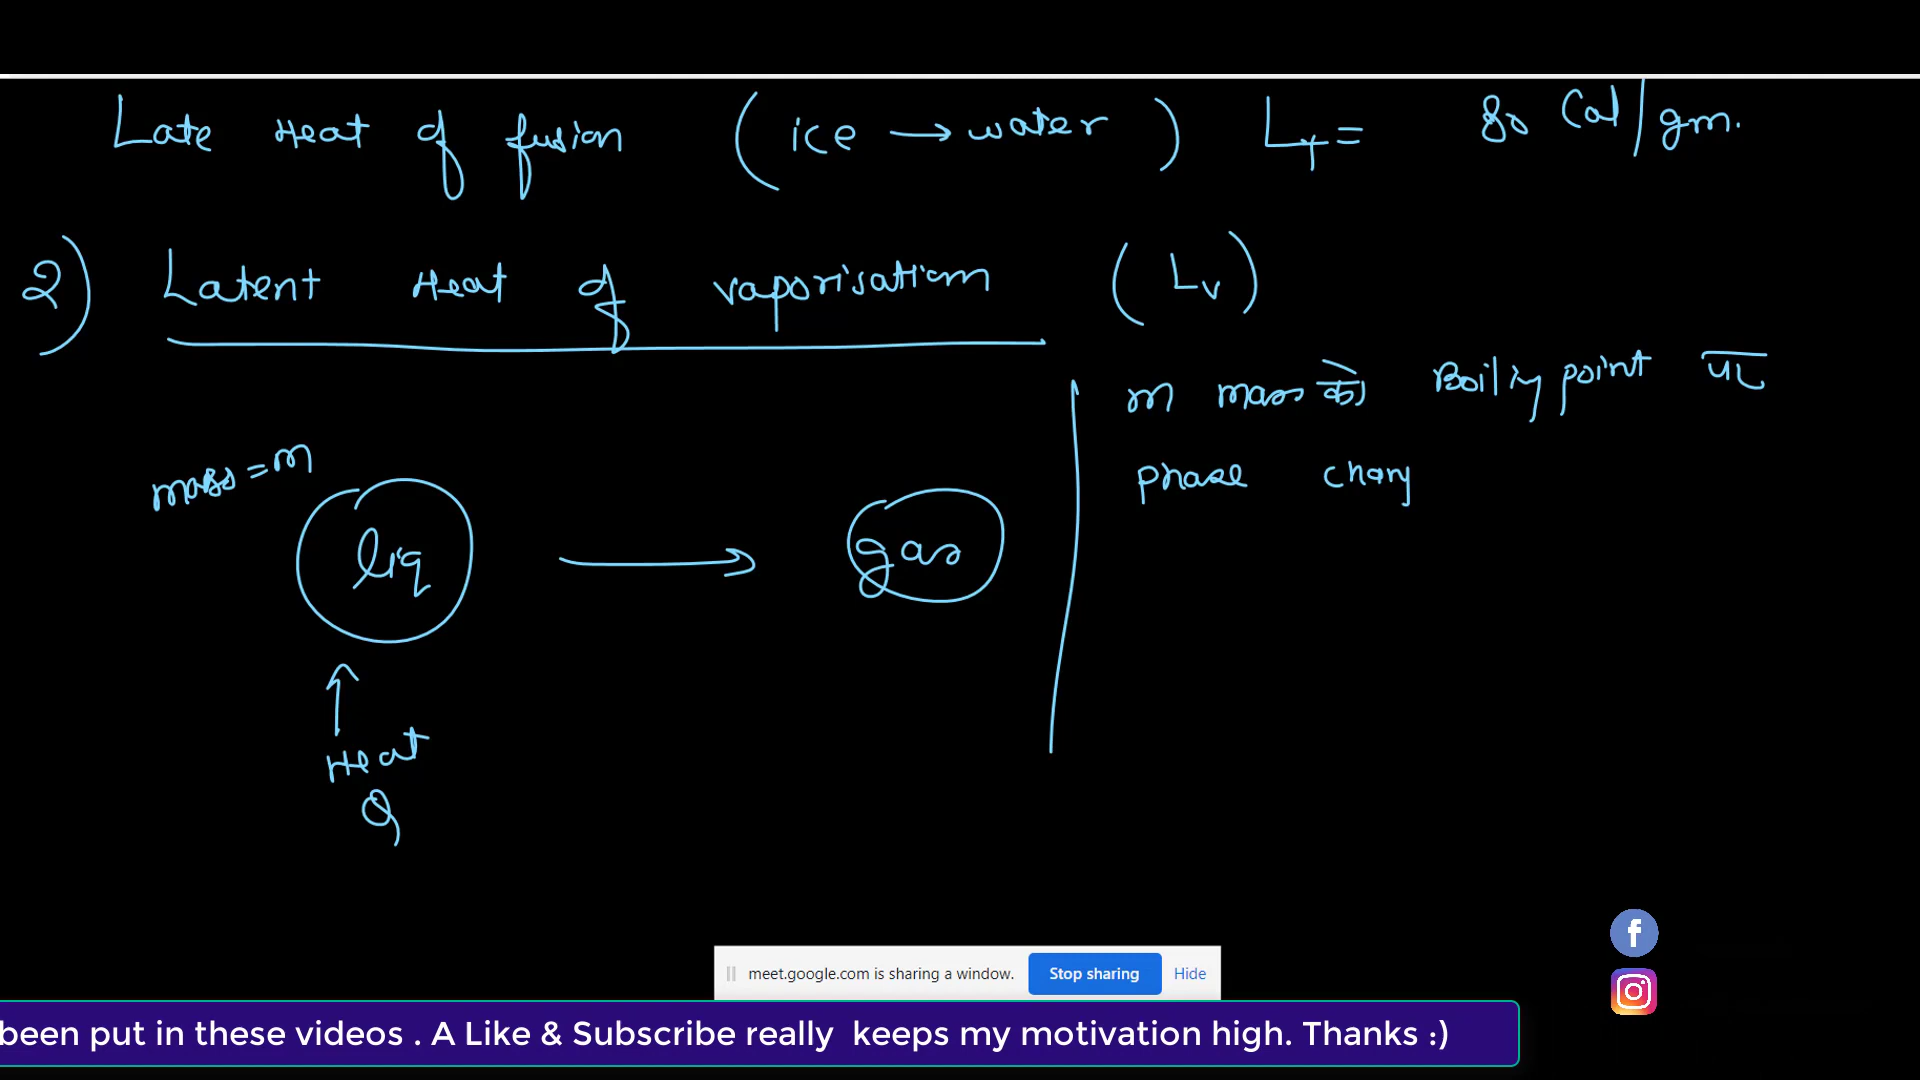 Late Heat of fusion (ice → water) Lf = 80 Cal/gm.
2) Latent Heat of vaporisation (Lv)
mass = m
liq → gas
Heat
Q
m mass को Boiling point पर
phase chang
meet.google.com is sharing a window. Stop sharing Hide
been put in these videos . A Like & Subscribe really keeps my motivation high. Thanks :)